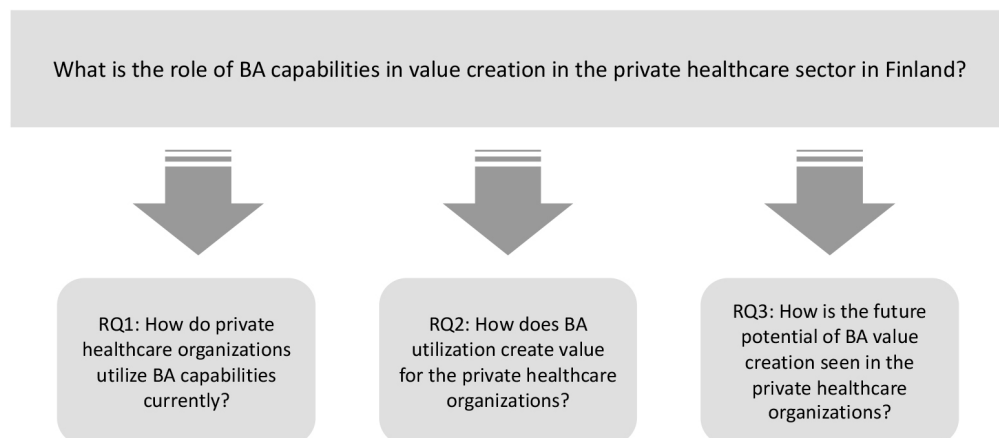 What is the role of BA capabilities in value creation in the private healthcare sector in Finland?
RQ1: How do private
healthcare organizations
utilize BA capabilities
currently?
RQ2: How does BA
utilization create value
for the private healthcare
organizations?
RQ3: How is the future
potential of BA value
creation seen in the
private healthcare
organizations?